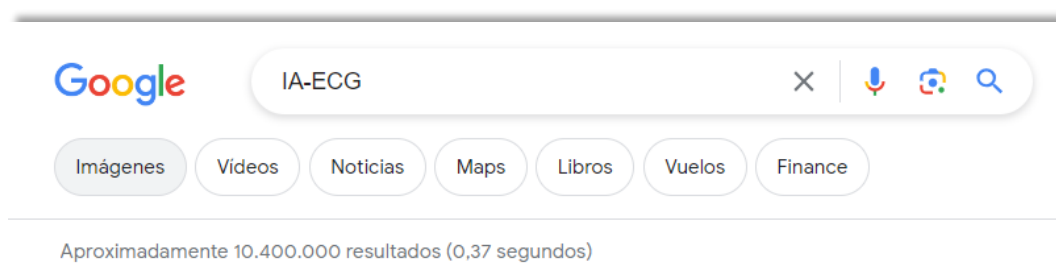 Google IA-ECG
Imágenes Vídeos Noticias Maps Libros Vuelos Finance
Aproximadamente 10.400.000 resultados (0,37 segundos)